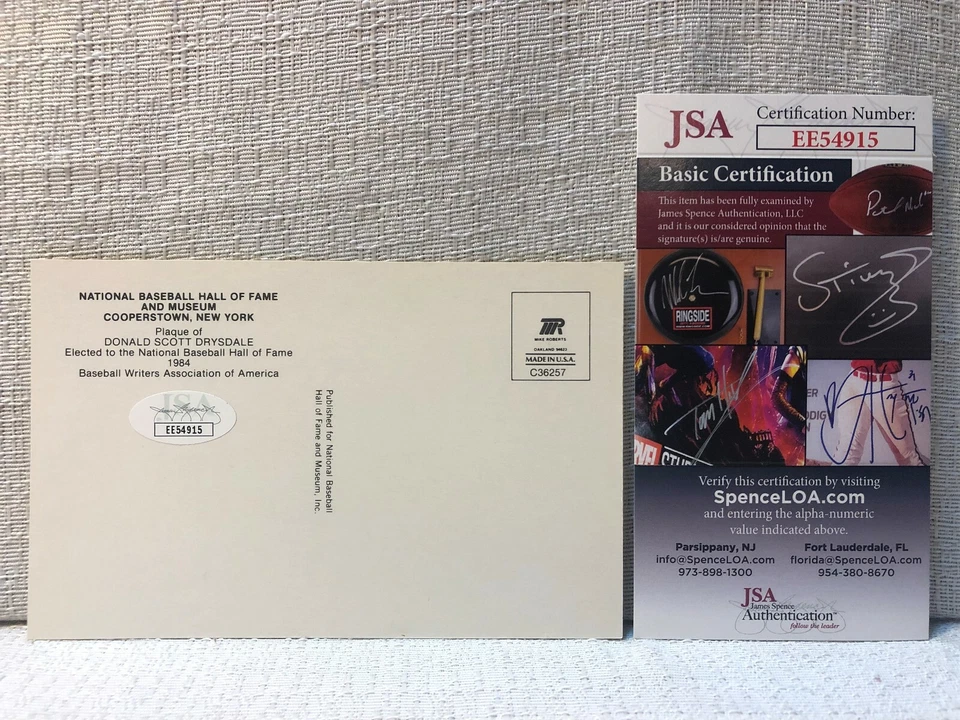 NATIONAL BASEBALL HALL OF FAME
AND MUSEUM
COOPERSTOWN, NEW YORK
Plaque of
DONALD SCOTT DRYSDALE
Elected to the National Baseball Hall of Fame
1984
Baseball Writers Association of America
JSA
EE54915
Published for National Baseball
Hall of Fame and Museum, Inc.
MIKE ROBERTS
OAKLAND 94623
MADE IN U.S.A.
C36257
JSA
Certification Number:
EE54915
Basic Certification
This item has been fully examined by
James Spence Authentication, LLC
and it is our considered opinion that the
signature(s) is/are genuine.
RINGSIDE
Verify this certification by visiting
SpenceLOA.com
and entering the alpha-numeric
value indicated above.
Parsippany, NJ
info@SpenceLOA.com
973-898-1300
Fort Lauderdale, FL
florida@SpenceLOA.com
954-380-8670
JSA
James Spence
Authentication
follow the leader